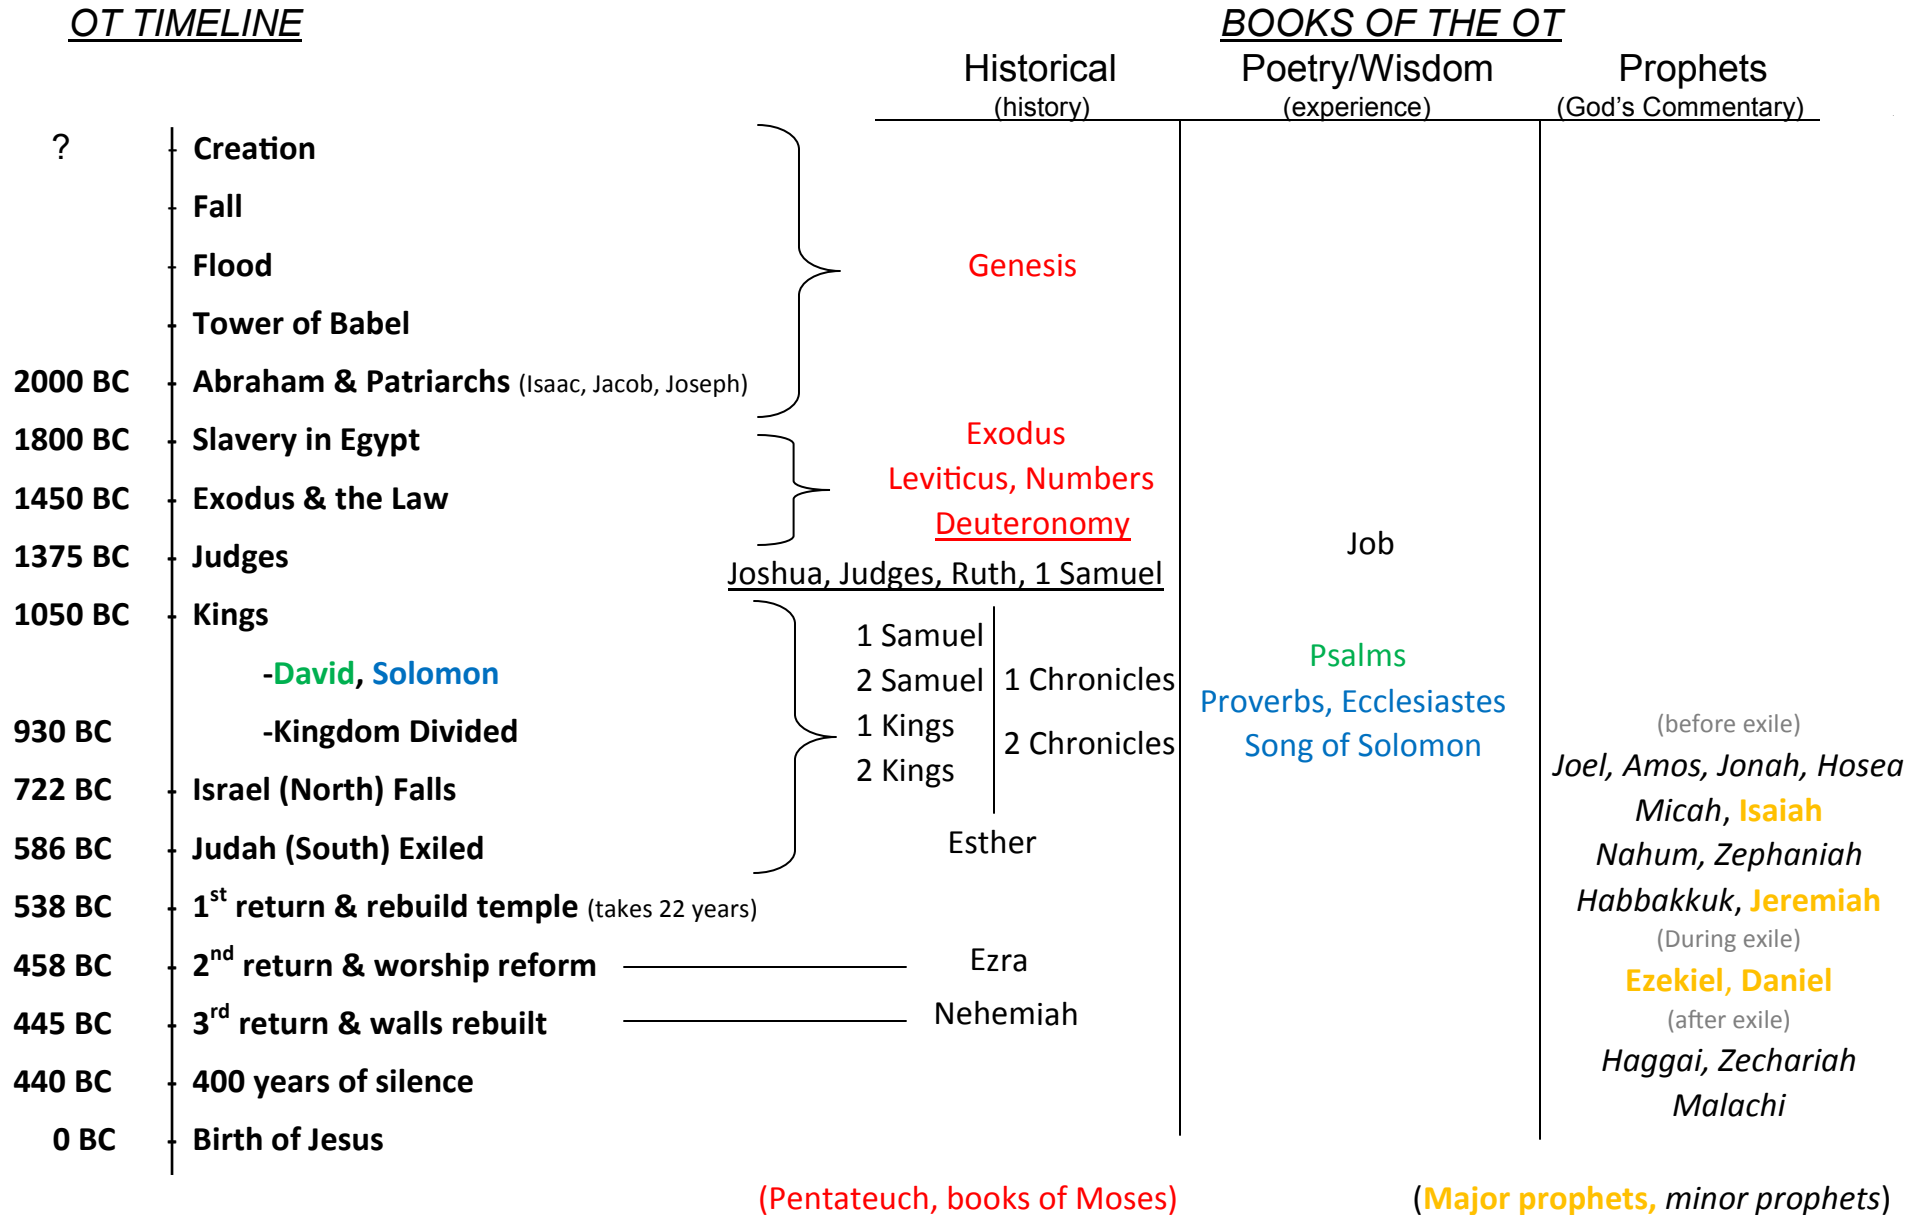 OT TIMELINE
BOOKS OF THE OT
Historical Poetry/Wisdom Prophets
(history) (experience) (God's Commentary)
? - Creation
- Fall
- Flood
Genesis
- Tower of Babel
2000 BC - Abraham & Patriarchs (Isaac, Jacob, Joseph)
1800 BC - Slavery in Egypt
Exodus
Leviticus, Numbers
1450 BC - Exodus & the Law
Deuteronomy
Job
1375 BC - Judges
Joshua, Judges, Ruth, 1 Samuel
1050 BC - Kings
1 Samuel
Psalms
-David, Solomon
2 Samuel 1 Chronicles
Proverbs, Ecclesiastes
930 BC -Kingdom Divided
1 Kings
2 Chronicles
Song of Solomon
(before exile)
2 Kings
Joel, Amos, Jonah, Hosea
722 BC - Israel (North) Falls
Micah, Isaiah
586 BC - Judah (South) Exiled
Esther
Nahum, Zephaniah
538 BC - 1st return & rebuild temple (takes 22 years)
Habbakkuk, Jeremiah
(During exile)
458 BC - 2nd return & worship reform
Ezra
Ezekiel, Daniel
445 BC - 3rd return & walls rebuilt
Nehemiah
(after exile)
Haggai, Zechariah
440 BC - 400 years of silence
Malachi
0 BC - Birth of Jesus
(Pentateuch, books of Moses)
(Major prophets, minor prophets)